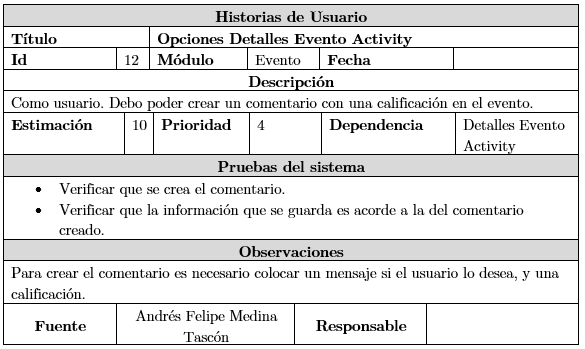 Historias de Usuario
Título Opciones Detalles Evento Activity
Id 12 Módulo Evento Fecha
Descripción
Como usuario. Debo poder crear un comentario con una calificación en el evento.
Estimación 10 Prioridad 4 Dependencia Detalles Evento
Activity
Pruebas del sistema
• Verificar que se crea el comentario.
• Verificar que la información que se guarda es acorde a la del comentario
creado.
Observaciones
Para crear el comentario es necesario colocar un mensaje si el usuario lo desea, y una
calificación.
Fuente Andrés Felipe Medina Responsable
Tascón